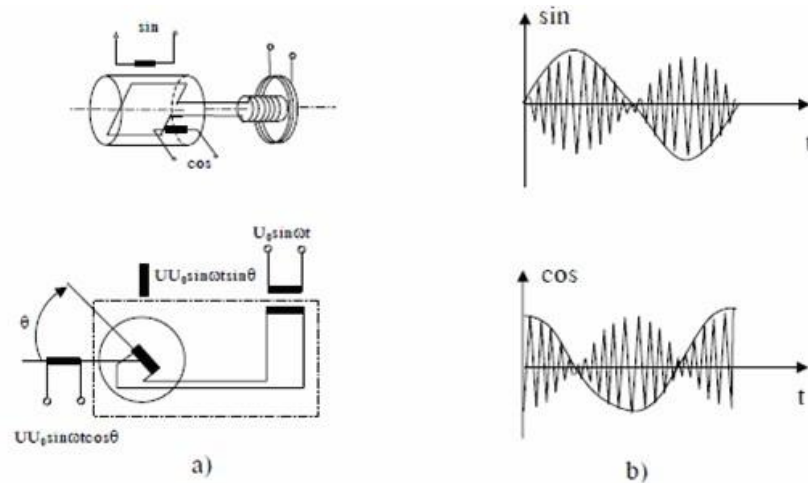 sin
cos
U₀sinωt
UU₀sinωtsinθ
θ
UU₀sinωtcosθ
a)
sin
t
cos
t
b)